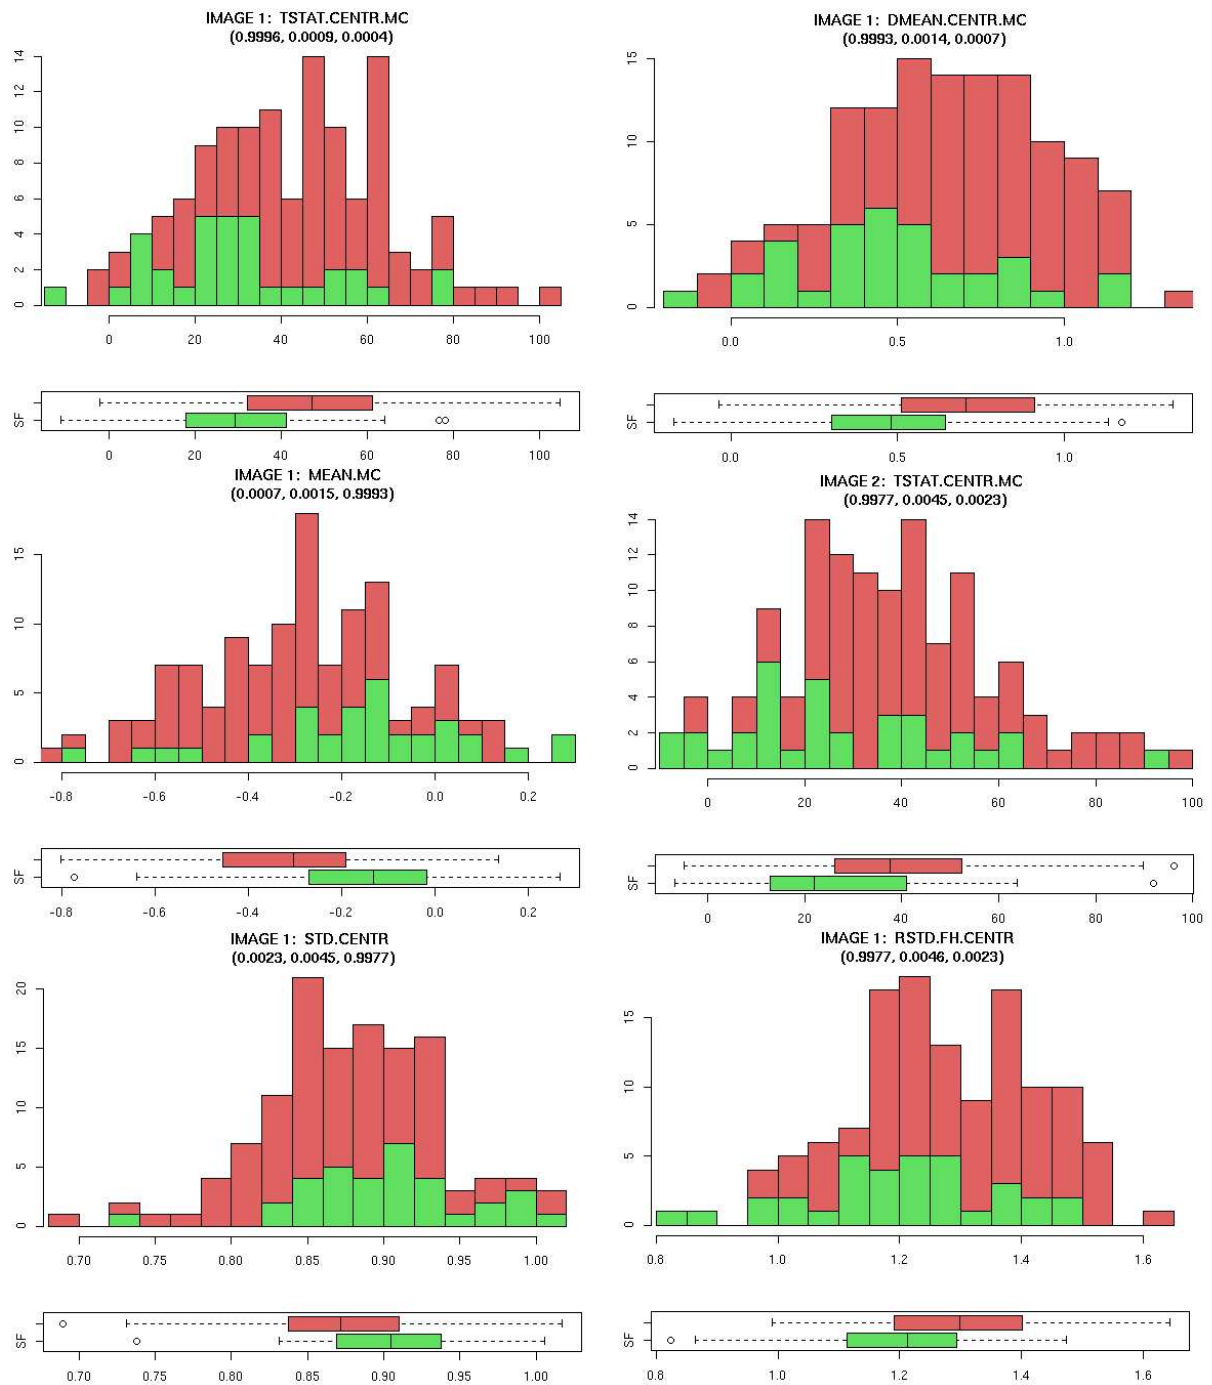 IMAGE 1: TSTAT.CENTR.MC
(0.9996, 0.0009, 0.0004)
0 2 4 6 8 10 12 14
0 20 40 60 80 100
SF
0 20 40 60 80 100
IMAGE 1: DMEAN.CENTR.MC
(0.9993, 0.0014, 0.0007)
0 5 10 15
0.0 0.5 1.0
SF
0.0 0.5 1.0
IMAGE 1: MEAN.MC
(0.0007, 0.0015, 0.9993)
0 5 10 15
-0.8 -0.6 -0.4 -0.2 0.0 0.2
SF
-0.8 -0.6 -0.4 -0.2 0.0 0.2
IMAGE 2: TSTAT.CENTR.MC
(0.9977, 0.0045, 0.0023)
0 2 4 6 8 10 12 14
0 20 40 60 80 100
SF
0 20 40 60 80 100
IMAGE 1: STD.CENTR
(0.0023, 0.0045, 0.9977)
0 5 10 15 20
0.70 0.75 0.80 0.85 0.90 0.95 1.00
SF
0.70 0.75 0.80 0.85 0.90 0.95 1.00
IMAGE 1: RSTD.FH.CENTR
(0.9977, 0.0046, 0.0023)
0 5 10 15
0.8 1.0 1.2 1.4 1.6
SF
0.8 1.0 1.2 1.4 1.6